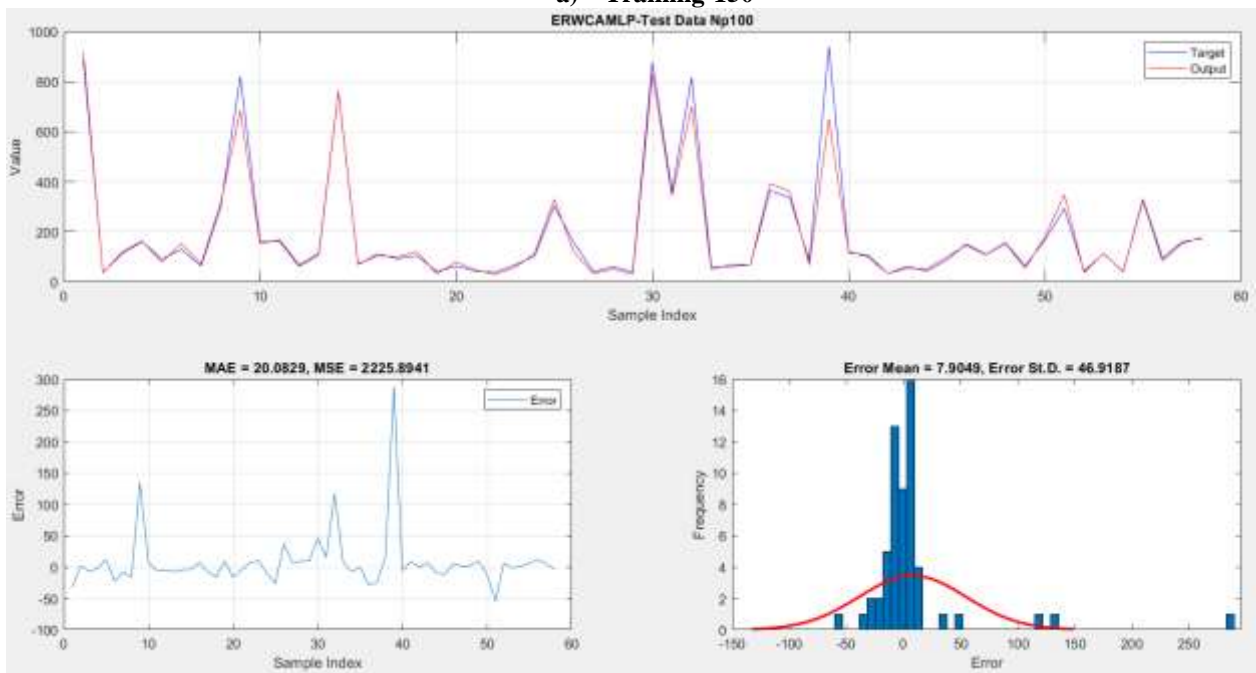 a) Training 150
ERWCAMLP-Test Data Np100
1000
800
600
400
200
0
Value
Target
Output
0 10 20 30 40 50 60
Sample Index
MAE = 20.0829, MSE = 2225.8941
300
250
200
150
100
50
0
-50
-100
Error
Error
0 10 20 30 40 50 60
Sample Index
Error Mean = 7.9049, Error St.D. = 46.9187
16
14
12
10
8
6
4
2
0
Frequency
-150 -100 -50 0 50 100 150 200 250
Error